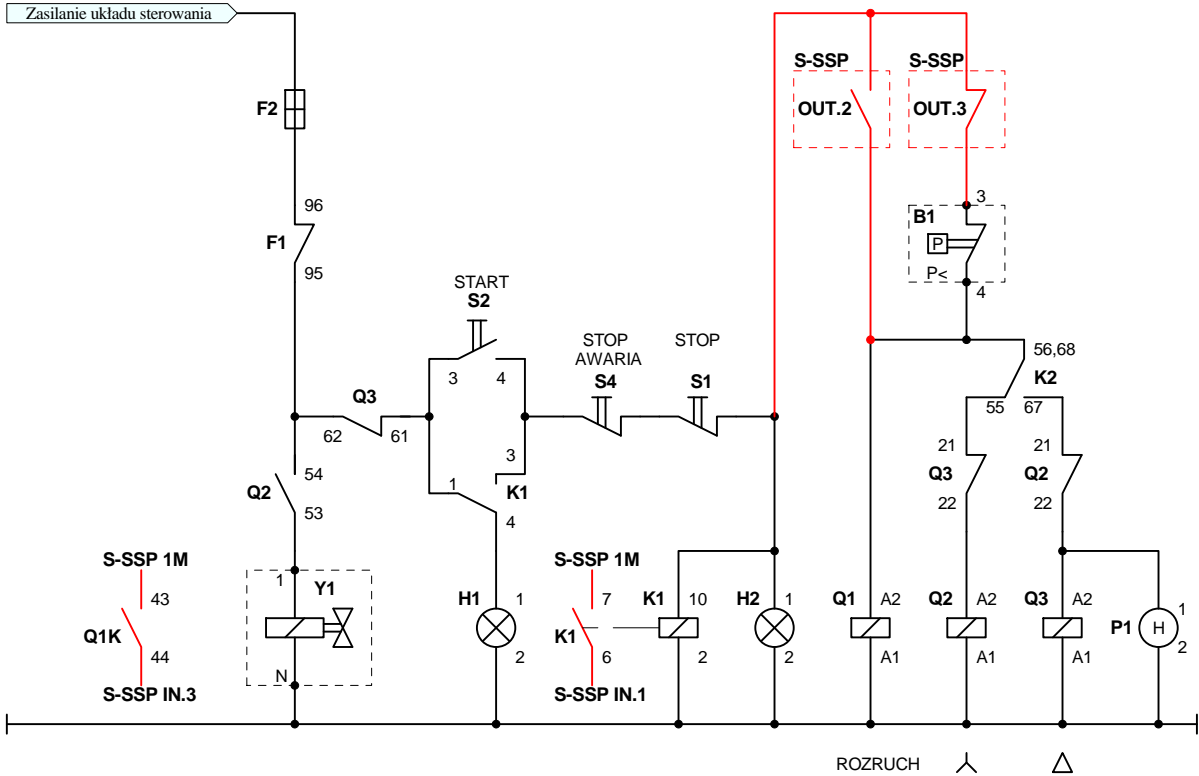 Zasilanie układu sterowania
S-SSP
S-SSP
F2
OUT.2
OUT.3
96
3
B1
F1
P
95
P<
START
4
S2
STOP
AWARIA
STOP
56,68
3
4
S4
S1
K2
Q3
55
67
62
61
3
21
21
54
1
K1
Q3
Q2
Q2
22
22
53
4
S-SSP 1M
S-SSP 1M
1
Y1
43
H1
1
7
K1
10
H2
1
Q1
A2
Q2
A2
Q3
A2
1
Q1K
K1
P1
H
44
2
6
2
2
A1
A1
A1
2
N
S-SSP IN.3
S-SSP IN.1
ROZRUCH